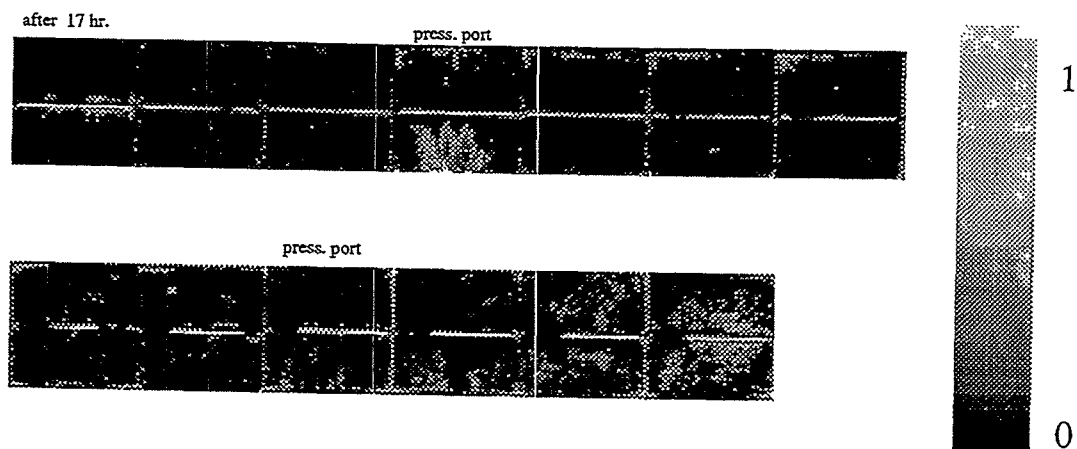 after 17 hr.
press. port
1
press. port
0